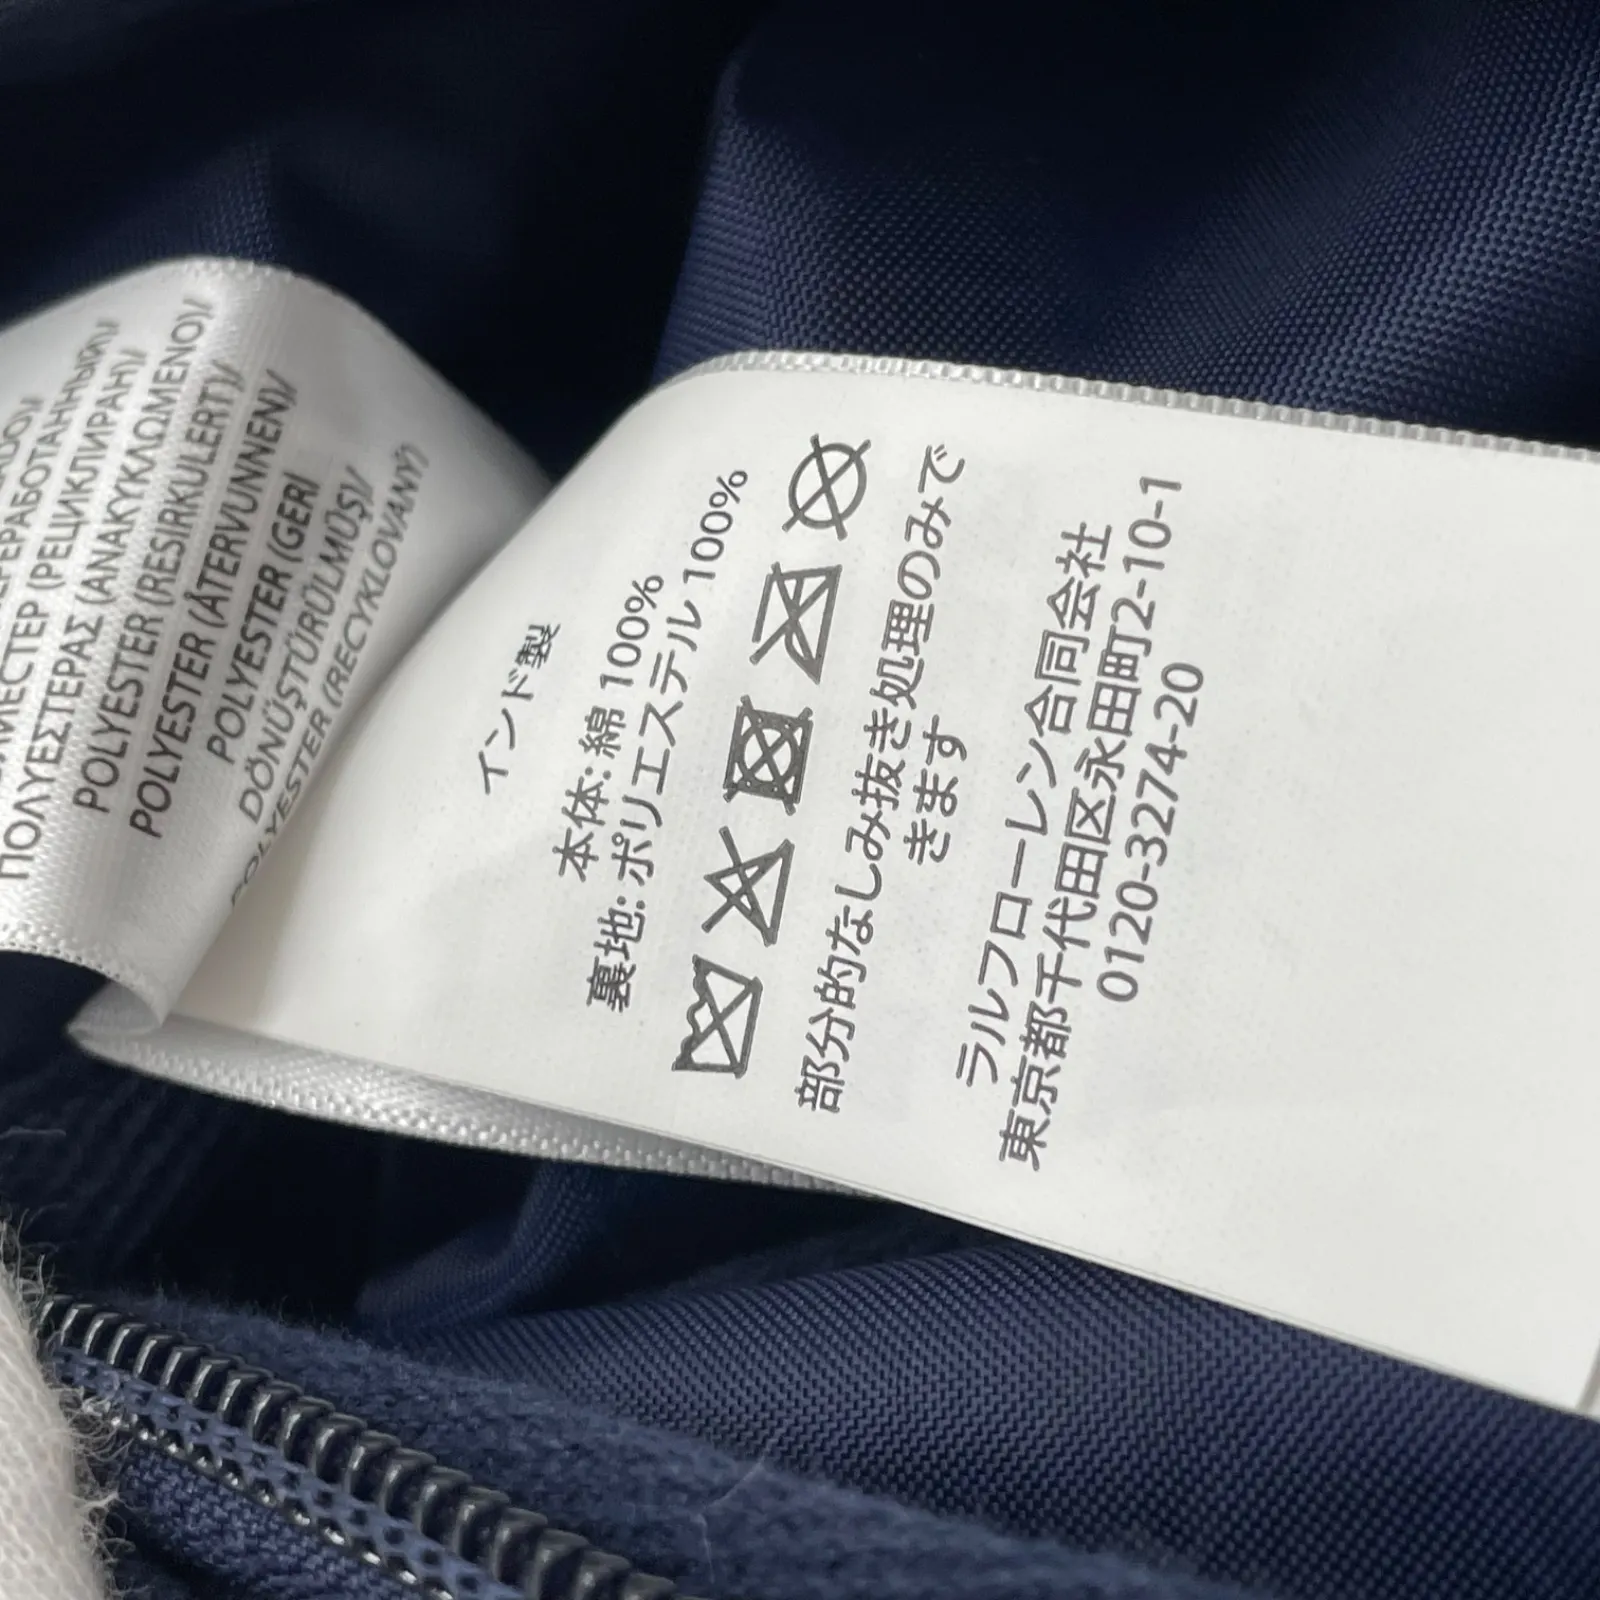 POLYESTER (РЕЦИКЛИРАН)/
ΠΟΛΥΕΣΤΕΡΑΣ (ΑΝΑΚΥΚΛΩΜΕΝΟ)/
POLYESTER (RESIRKULERT)/
POLYESTER (ÅTERVUNNEN)/
POLYESTER (GERİ
DÖNÜŞTÜRÜLMÜŞ)/
POLYESTER (RECYKLOVANÝ)
インド製
本体: 綿 100%
裏地: ポリエステル 100%
部分的なしみ抜き処理のみで
きます
ラルフローレン合同会社
東京都千代田区永田町2-10-1
0120-3274-20